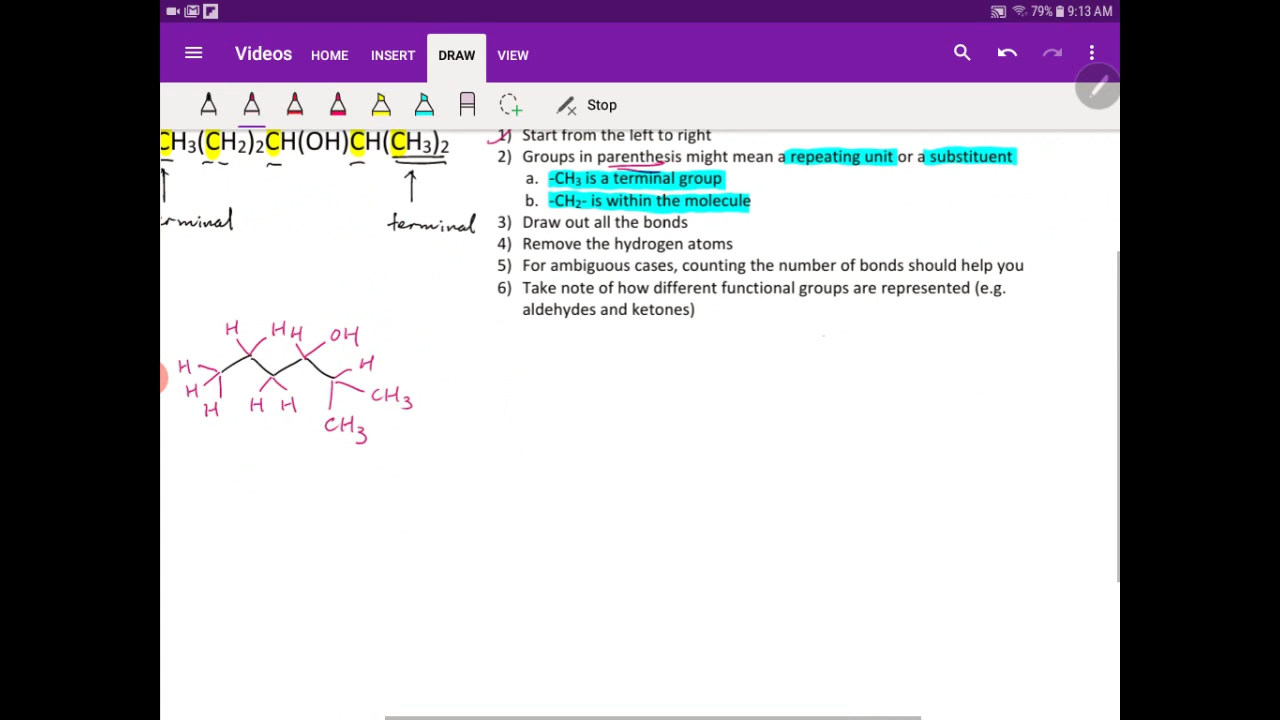 79% 9:13 AM
Videos HOME INSERT DRAW VIEW
Stop
CH3(CH2)2CH(OH)CH(CH3)2
1) Start from the left to right
2) Groups in parenthesis might mean a repeating unit or a substituent
a. -CH3 is a terminal group
b. -CH2- is within the molecule
rminal
terminal
3) Draw out all the bonds
4) Remove the hydrogen atoms
5) For ambiguous cases, counting the number of bonds should help you
6) Take note of how different functional groups are represented (e.g.
aldehydes and ketones)
H H H OH
H H
H CH3
H H H
CH3